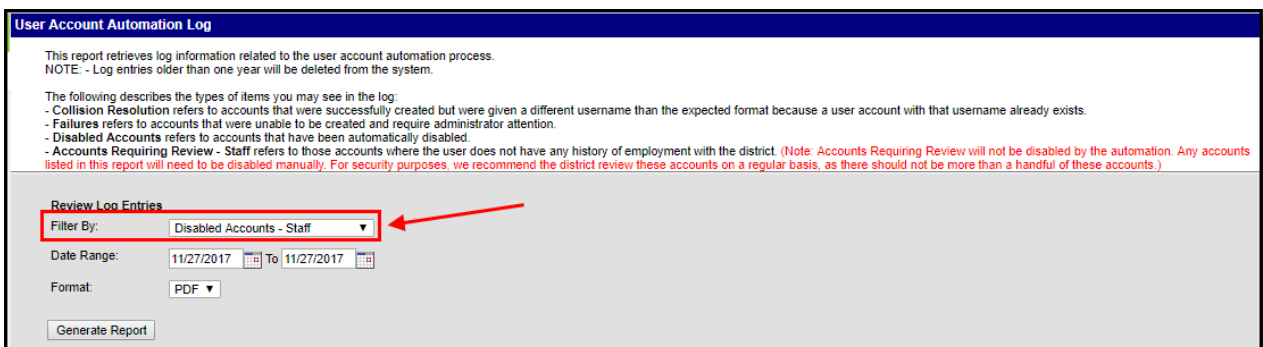 User Account Automation Log
This report retrieves log information related to the user account automation process.
NOTE: - Log entries older than one year will be deleted from the system.
The following describes the types of items you may see in the log:
- Collision Resolution refers to accounts that were successfully created but were given a different username than the expected format because a user account with that username already exists.
- Failures refers to accounts that were unable to be created and require administrator attention.
- Disabled Accounts refers to accounts that have been automatically disabled.
- Accounts Requiring Review - Staff refers to those accounts where the user does not have any history of employment with the district. (Note: Accounts Requiring Review will not be disabled by the automation. Any accounts
listed in this report will need to be disabled manually. For security purposes, we recommend the district review these accounts on a regular basis, as there should not be more than a handful of these accounts.)
Review Log Entries
Filter By: Disabled Accounts - Staff
Date Range: 11/27/2017 To 11/27/2017
Format: PDF
Generate Report